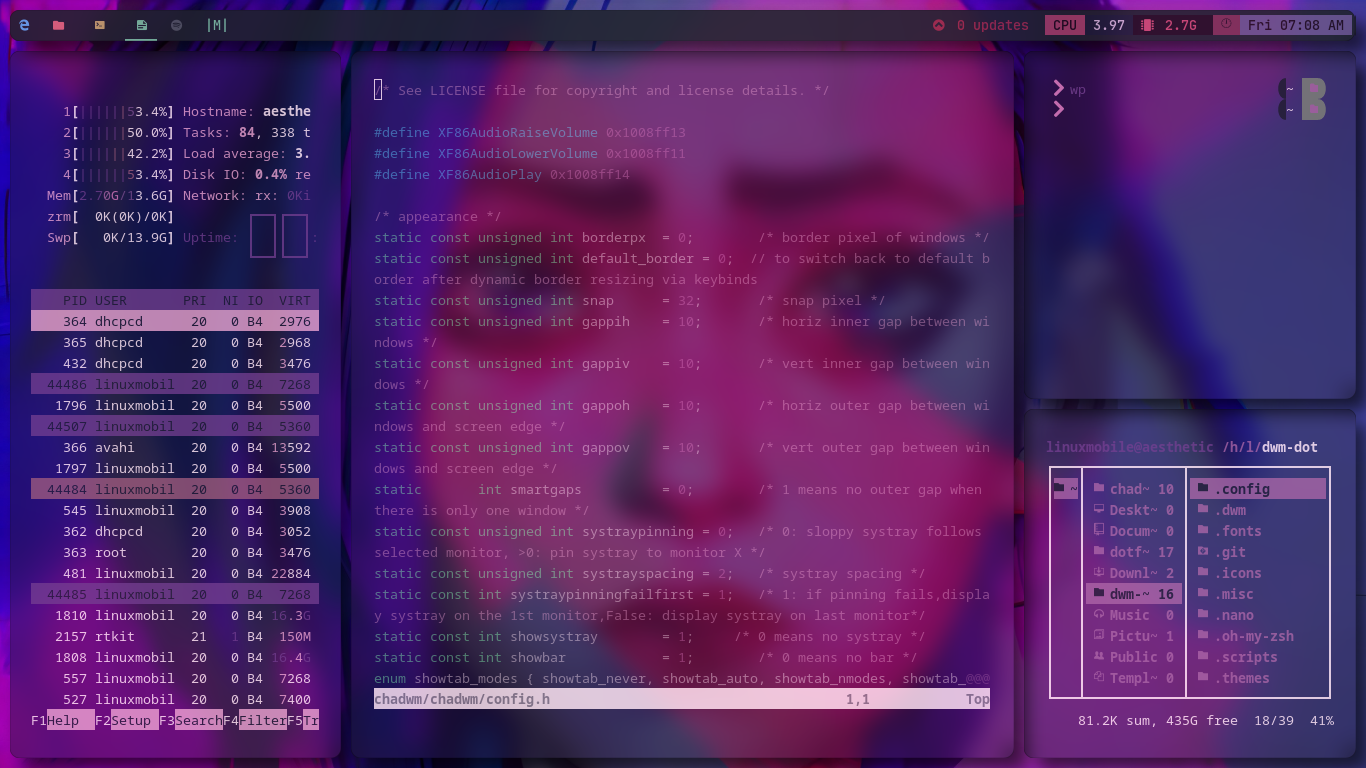 |M|
0 updates CPU 3.97 2.7G Fri 07:08 AM
1[||||||53.4%] Hostname: aesthe
2[||||||50.0%] Tasks: 84, 338 t
3[||||||42.2%] Load average: 3.
4[||||||53.4%] Disk IO: 0.4% re
Mem[2.70G/13.6G] Network: rx: 0Ki
zrm[ 0K(0K)/0K]
Swp[ 0K/13.9G] Uptime:
PID USER PRI NI IO VIRT
364 dhcpcd 20 0 B4 2976
365 dhcpcd 20 0 B4 2968
432 dhcpcd 20 0 B4 3476
44486 linuxmobil 20 0 B4 7268
1796 linuxmobil 20 0 B4 5500
44507 linuxmobil 20 0 B4 5360
366 avahi 20 0 B4 13592
1797 linuxmobil 20 0 B4 5500
44484 linuxmobil 20 0 B4 5360
545 linuxmobil 20 0 B4 3908
362 dhcpcd 20 0 B4 3052
363 root 20 0 B4 3476
481 linuxmobil 20 0 B4 22884
44485 linuxmobil 20 0 B4 7268
1810 linuxmobil 20 0 B4 16.3G
2157 rtkit 21 1 B4 150M
1808 linuxmobil 20 0 B4 16.4G
557 linuxmobil 20 0 B4 7268
527 linuxmobil 20 0 B4 7400
F1Help F2Setup F3SearchF4FilterF5Tr
/* See LICENSE file for copyright and license details. */
#define XF86AudioRaiseVolume 0x1008ff13
#define XF86AudioLowerVolume 0x1008ff11
#define XF86AudioPlay 0x1008ff14
/* appearance */
static const unsigned int borderpx = 0; /* border pixel of windows */
static const unsigned int default_border = 0; // to switch back to default b
order after dynamic border resizing via keybinds
static const unsigned int snap = 32; /* snap pixel */
static const unsigned int gappih = 10; /* horiz inner gap between wi
ndows */
static const unsigned int gappiv = 10; /* vert inner gap between win
dows */
static const unsigned int gappoh = 10; /* horiz outer gap between wi
ndows and screen edge */
static const unsigned int gappov = 10; /* vert outer gap between win
dows and screen edge */
static int smartgaps = 0; /* 1 means no outer gap when
there is only one window */
static const unsigned int systraypinning = 0; /* 0: sloppy systray follows
selected monitor, >0: pin systray to monitor X */
static const unsigned int systrayspacing = 2; /* systray spacing */
static const int systraypinningfailfirst = 1; /* 1: if pinning fails,displa
y systray on the 1st monitor,False: display systray on last monitor*/
static const int showsystray = 1; /* 0 means no systray */
static const int showbar = 1; /* 0 means no bar */
enum showtab_modes { showtab_never, showtab_auto, showtab_nmodes, showtab_@@@
chadwm/chadwm/config.h 1,1 Top
wp ~
~
linuxmobile@aesthetic /h/l/dwm-dot
~ chad~ 10 .config
Deskt~ 0 .dwm
Docum~ 0 .fonts
dotf~ 17 .git
Downl~ 2 .icons
dwm-~ 16 .misc
Music 0 .nano
Pictu~ 1 .oh-my-zsh
Public 0 .scripts
Templ~ 0 .themes
81.2K sum, 435G free 18/39 41%